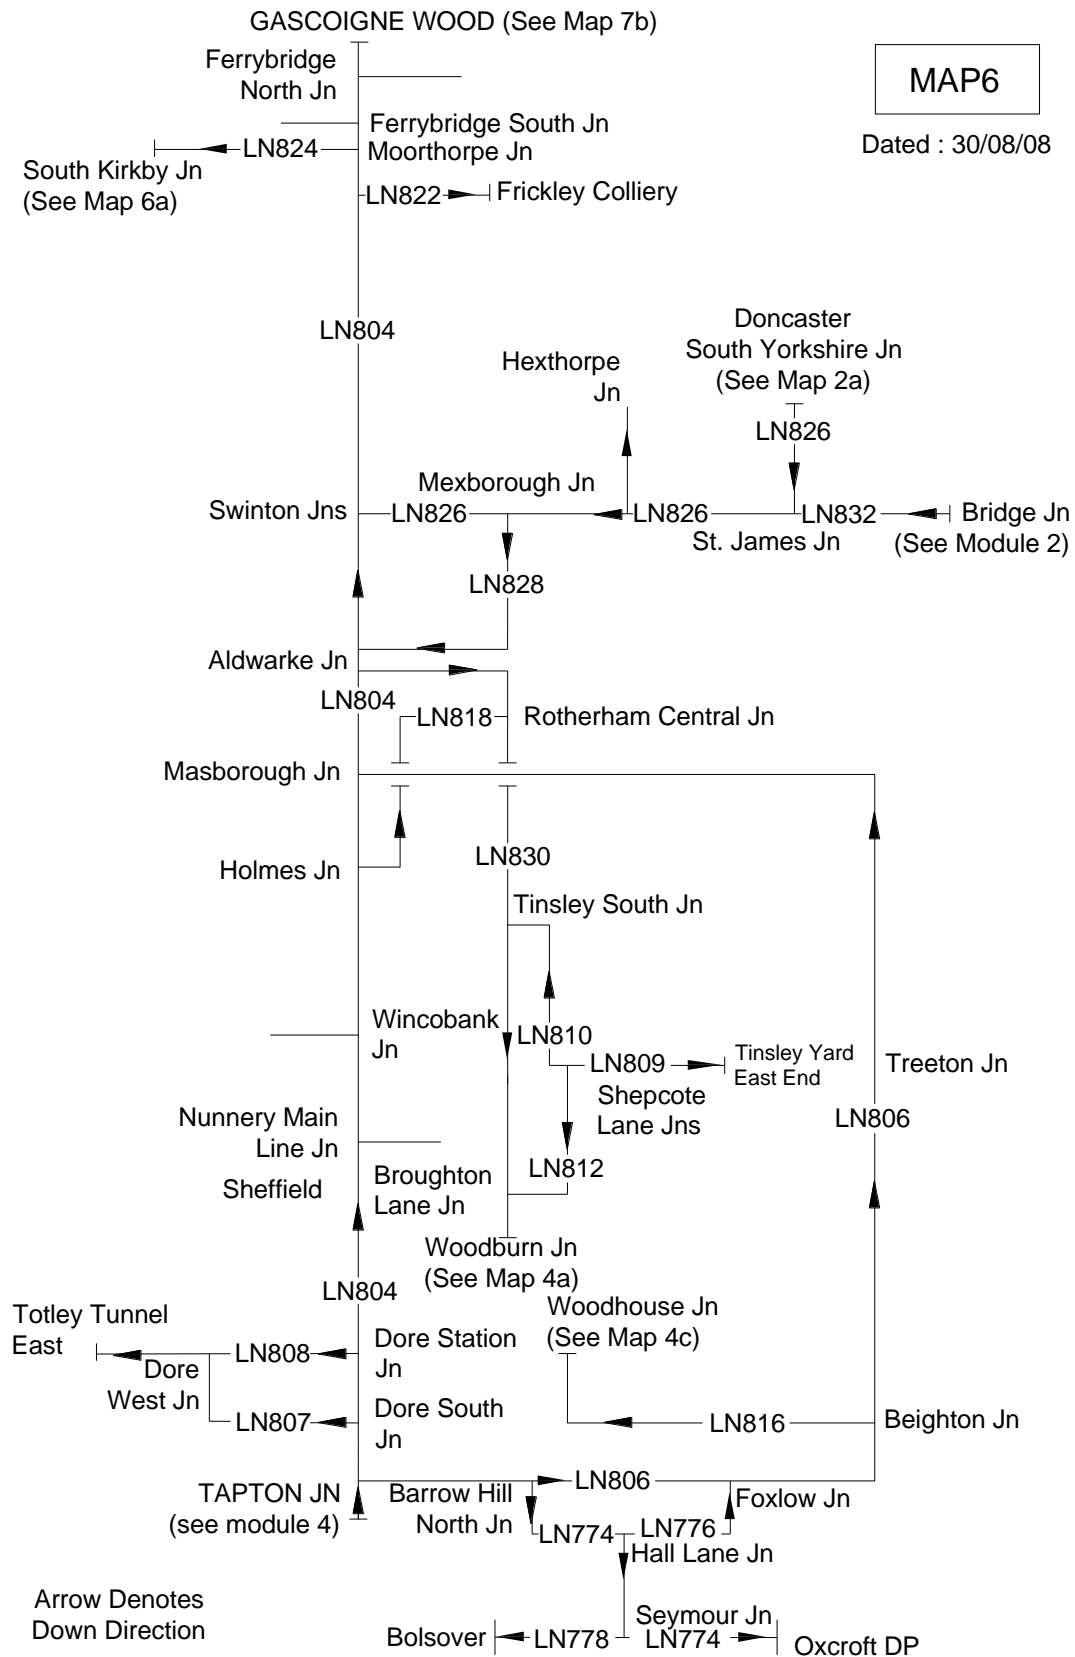 GASCOIGNE WOOD (See Map 7b)
MAP6
Dated : 30/08/08
Ferrybridge
North Jn
Ferrybridge South Jn
LN824
Moorthorpe Jn
South Kirkby Jn
(See Map 6a)
LN822
Frickley Colliery
LN804
Doncaster
South Yorkshire Jn
(See Map 2a)
Hexthorpe
Jn
LN826
Mexborough Jn
Swinton Jns
LN826
LN826
LN832
Bridge Jn
(See Module 2)
St. James Jn
LN828
Aldwarke Jn
LN804
LN818
Rotherham Central Jn
Masborough Jn
Holmes Jn
LN830
Tinsley South Jn
Wincobank
Jn
LN810
LN809
Tinsley Yard
East End
Treeton Jn
Shepcote
Lane Jns
LN806
Nunnery Main
Line Jn
LN812
Sheffield
Broughton
Lane Jn
Woodburn Jn
(See Map 4a)
LN804
Totley Tunnel
East
Woodhouse Jn
(See Map 4c)
LN808
Dore Station
Jn
Dore
West Jn
LN807
Dore South
Jn
LN816
Beighton Jn
LN806
TAPTON JN
(see module 4)
Barrow Hill
North Jn
Foxlow Jn
LN774
LN776
Hall Lane Jn
Arrow Denotes
Down Direction
Seymour Jn
Bolsover
LN778
LN774
Oxcroft DP